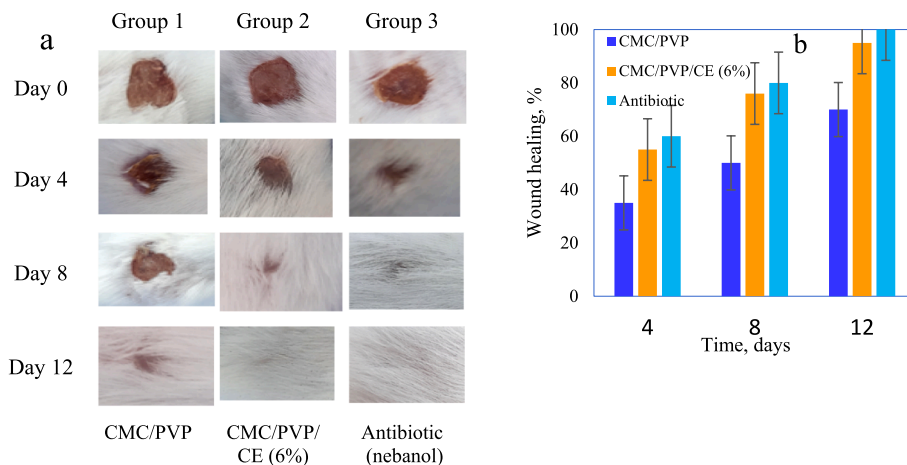 a
Group 1 Group 2 Group 3
Day 0
Day 4
Day 8
Day 12
CMC/PVP
CMC/PVP/
CE (6%)
Antibiotic
(nebanol)
b
CMC/PVP
CMC/PVP/CE (6%)
Antibiotic
Wound healing, %
100
80
60
40
20
0
4 8 12
Time, days